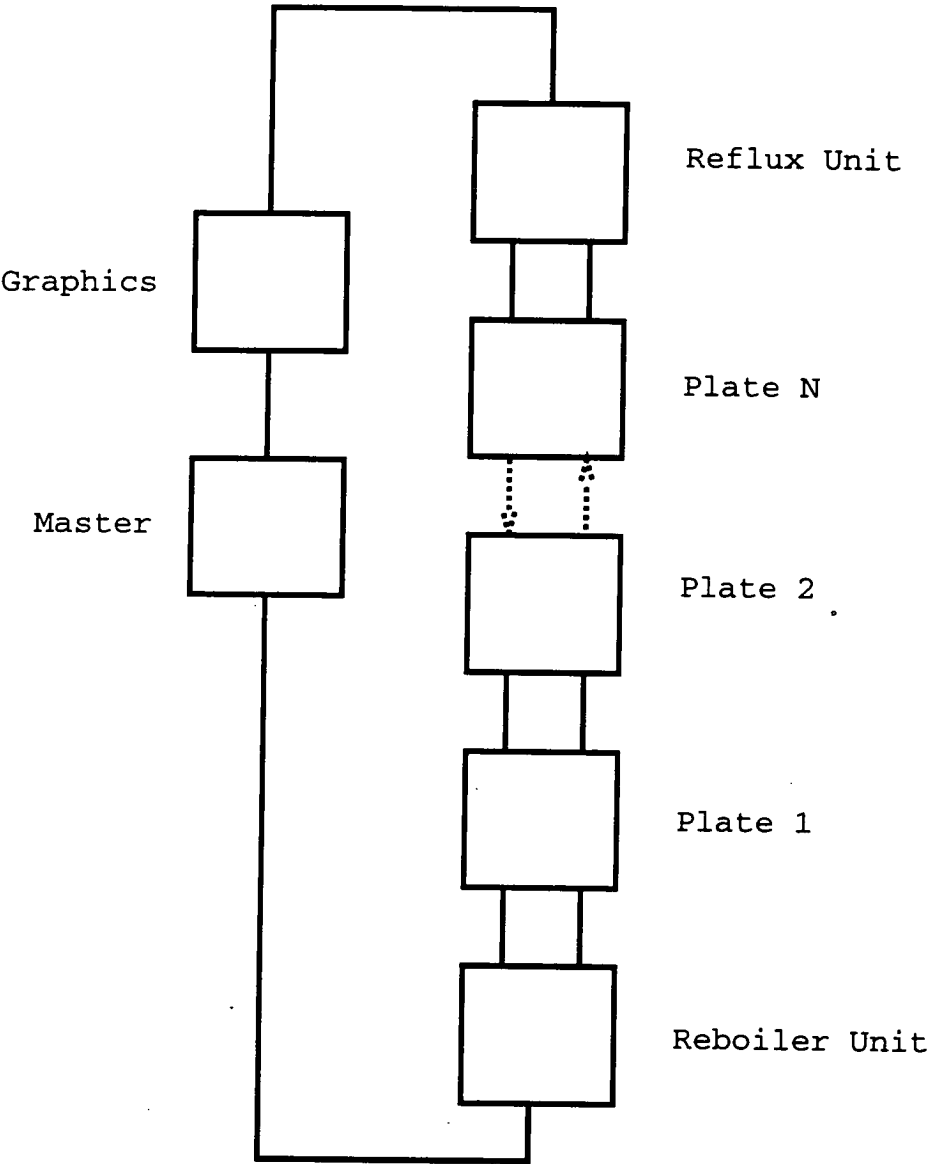 Reflux Unit
Graphics
Plate N
Master
Plate 2
Plate 1
Reboiler Unit